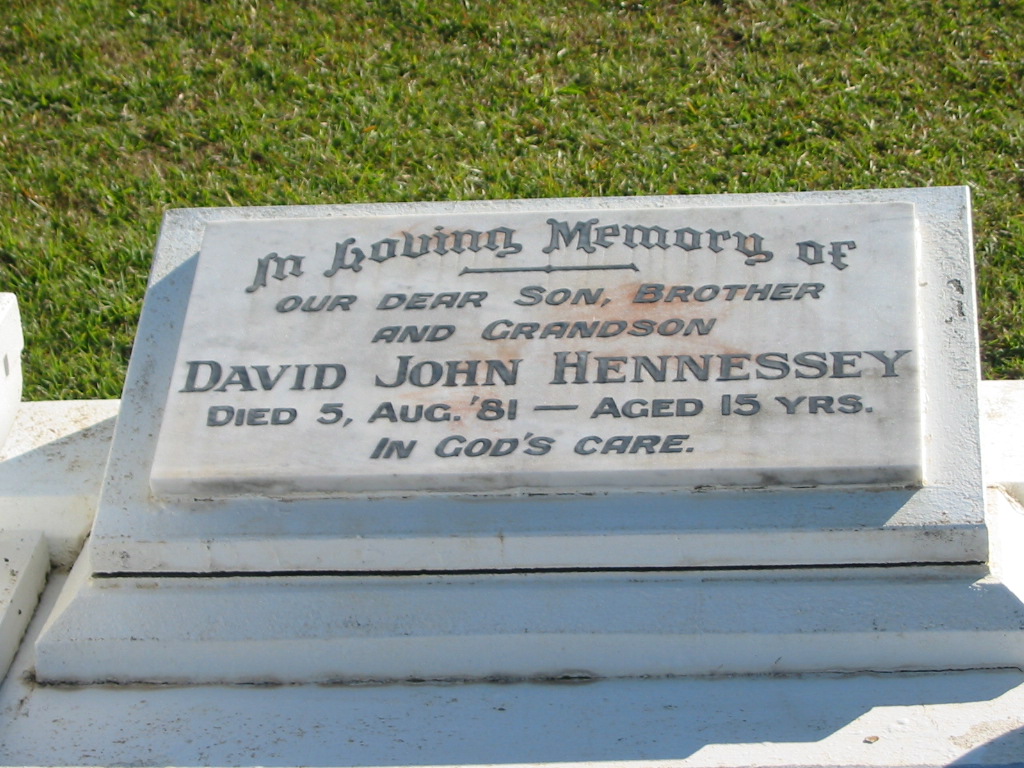 In Loving Memory of
OUR DEAR SON, BROTHER
AND GRANDSON
DAVID JOHN HENNESSEY
DIED 5, AUG. '81 — AGED 15 YRS.
IN GOD'S CARE.